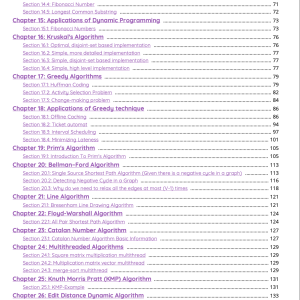 Section 14.4: Fibonacci Number 71
Section 14.5: Longest Common Substring 72
Chapter 15: Applications of Dynamic Programming 73
Section 15.1: Fibonacci Numbers 73
Chapter 16: Kruskal's Algorithm 76
Section 16.1: Optimal, disjoint-set based implementation 76
Section 16.2: Simple, more detailed implementation 77
Section 16.3: Simple, disjoint-set based implementation 77
Section 16.4: Simple, high level implementation 77
Chapter 17: Greedy Algorithms 79
Section 17.1: Huffman Coding 79
Section 17.2: Activity Selection Problem 82
Section 17.3: Change-making problem 84
Chapter 18: Applications of Greedy technique 86
Section 18.1: Offline Caching 86
Section 18.2: Ticket automat 94
Section 18.3: Interval Scheduling 97
Section 18.4: Minimizing Lateness 101
Chapter 19: Prim's Algorithm 105
Section 19.1: Introduction To Prim's Algorithm 105
Chapter 20: Bellman–Ford Algorithm 113
Section 20.1: Single Source Shortest Path Algorithm (Given there is a negative cycle in a graph) 113
Section 20.2: Detecting Negative Cycle in a Graph 116
Section 20.3: Why do we need to relax all the edges at most (V-1) times 118
Chapter 21: Line Algorithm 121
Section 21.1: Bresenham Line Drawing Algorithm 121
Chapter 22: Floyd-Warshall Algorithm 124
Section 22.1: All Pair Shortest Path Algorithm 124
Chapter 23: Catalan Number Algorithm 127
Section 23.1: Catalan Number Algorithm Basic Information 127
Chapter 24: Multithreaded Algorithms 129
Section 24.1: Square matrix multiplication multithread 129
Section 24.2: Multiplication matrix vector multithread 129
Section 24.3: merge-sort multithread 129
Chapter 25: Knuth Morris Pratt (KMP) Algorithm 131
Section 25.1: KMP-Example 131
Chapter 26: Edit Distance Dynamic Algorithm 133